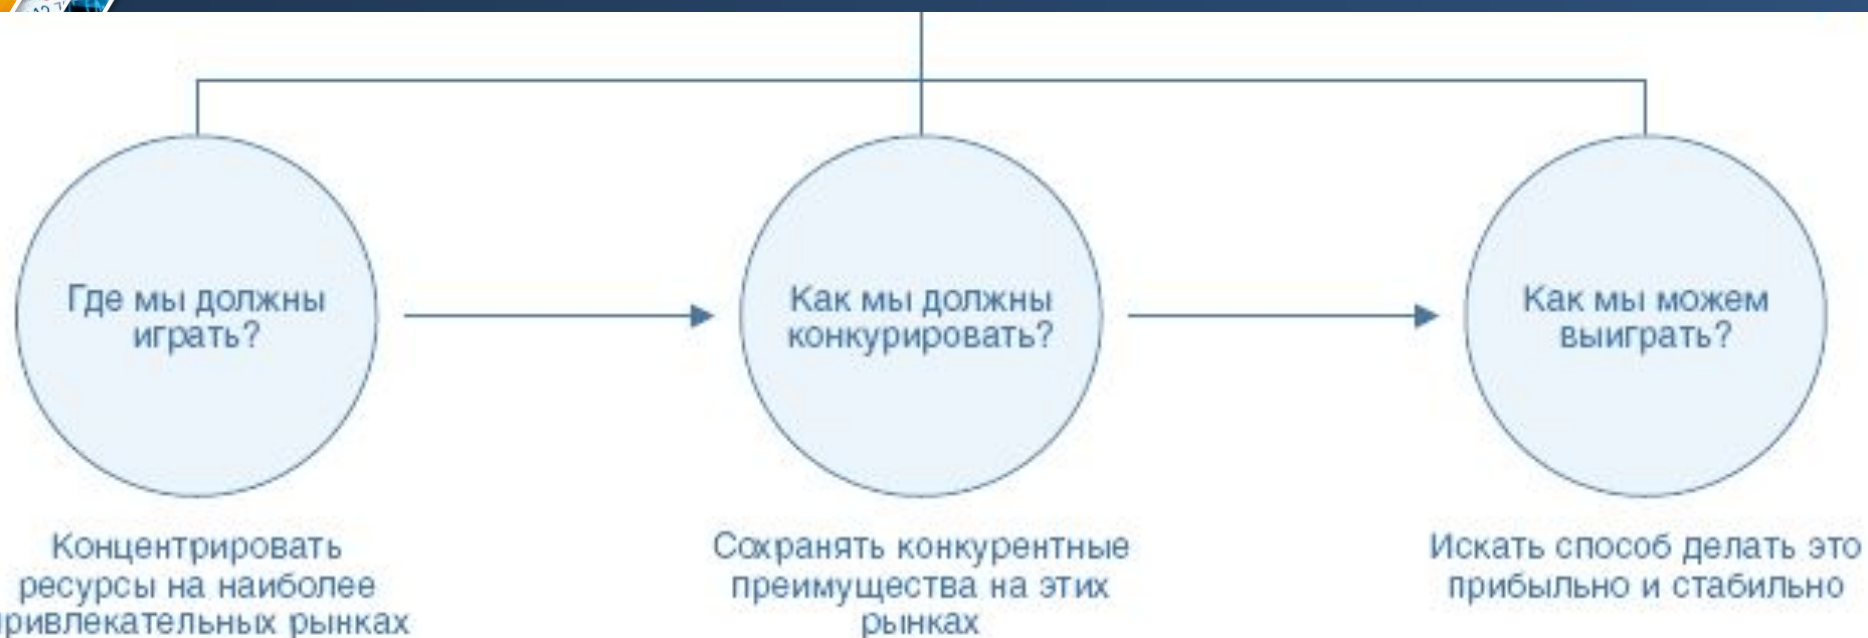 Где мы должны
играть?
Как мы должны
конкурировать?
Как мы можем
выиграть?
Концентрировать
ресурсы на наиболее
привлекательных рынках
Сохранять конкурентные
преимущества на этих
рынках
Искать способ делать это
прибыльно и стабильно